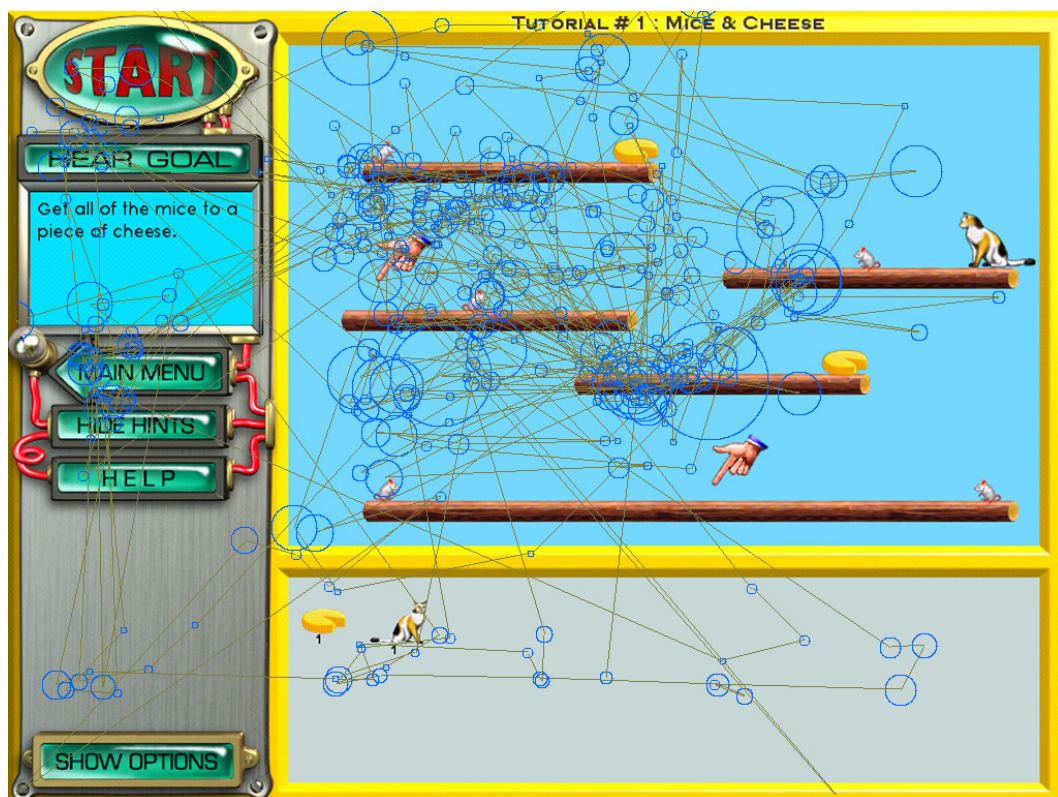 TUTORIAL # 1 : MICE & CHEESE
START
HEAR GOAL
Get all of the mice to a
piece of cheese.
MAIN MENU
HIDE HINTS
HELP
1
1
SHOW OPTIONS